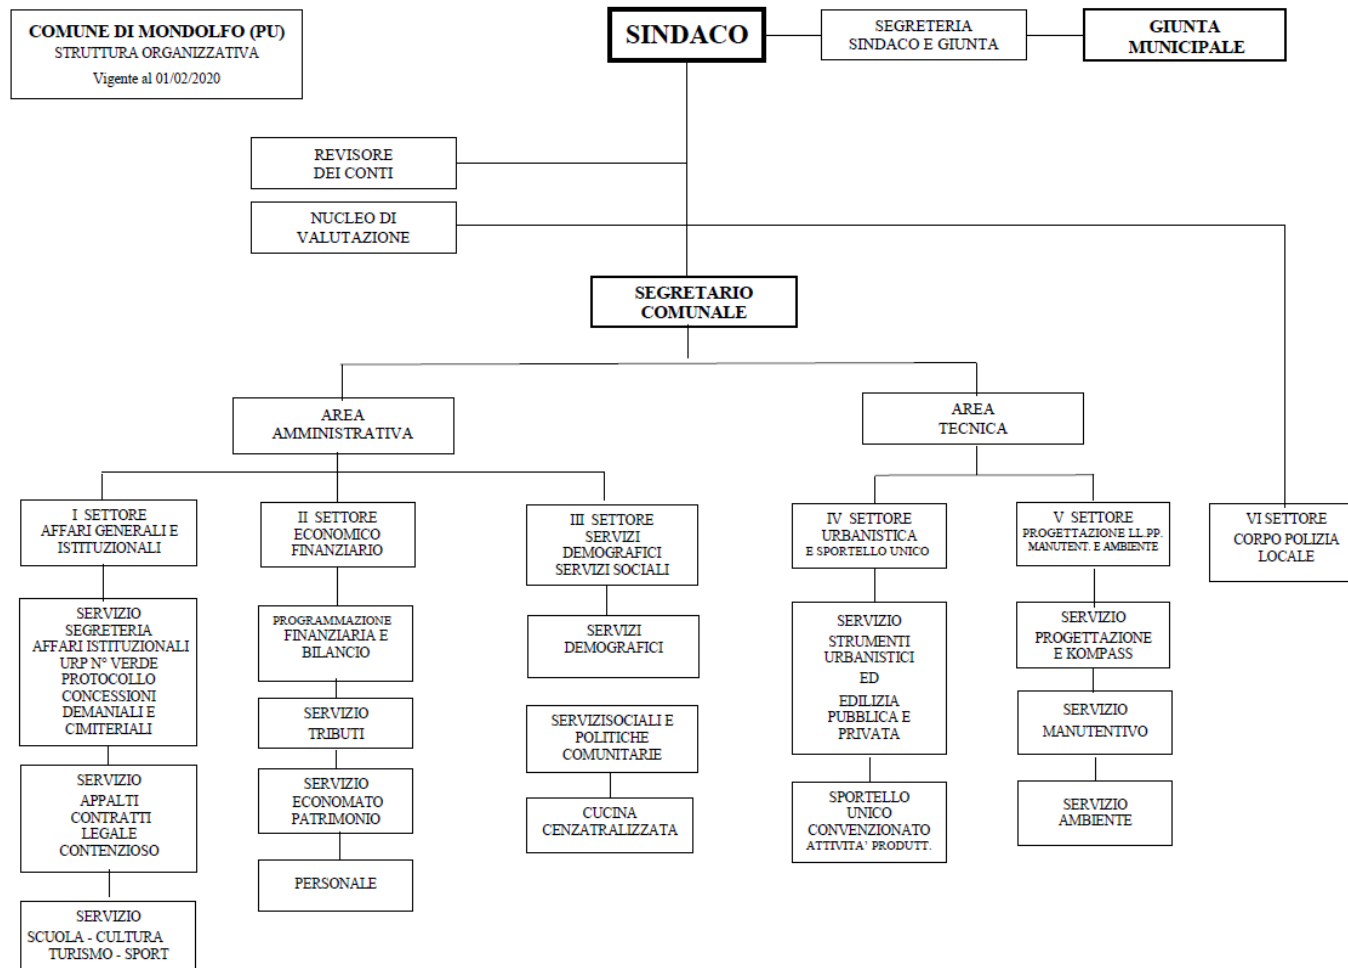 COMUNE DI MONDOLFO (PU)
STRUTTURA ORGANIZZATIVA
Vigente al 01/02/2020
SINDACO
SEGRETERIA
SINDACO E GIUNTA
GIUNTA
MUNICIPALE
REVISORE
DEI CONTI
NUCLEO DI
VALUTAZIONE
SEGRETARIO
COMUNALE
AREA
AMMINISTRATIVA
AREA
TECNICA
I SETTORE
AFFARI GENERALI E
ISTITUZIONALI
II SETTORE
ECONOMICO
FINANZIARIO
III SETTORE
SERVIZI
DEMOGRAFICI
SERVIZI SOCIALI
IV SETTORE
URBANISTICA
E SPORTELLO UNICO
V SETTORE
PROGETTAZIONE LL.PP.
MANUTENT. E AMBIENTE
VI SETTORE
CORPO POLIZIA
LOCALE
SERVIZIO
SEGRETERIA
AFFARI ISTITUZIONALI
URP N° VERDE
PROTOCOLLO
CONCESSIONI
DEMANIALI E
CIMITERIALI
SERVIZIO
APPALTI
CONTRATTI
LEGALE
CONTENZIOSO
SERVIZIO
SCUOLA - CULTURA
TURISMO - SPORT
PROGRAMMAZIONE
FINANZIARIA E
BILANCIO
SERVIZIO
TRIBUTI
SERVIZIO
ECONOMATO
PATRIMONIO
PERSONALE
SERVIZI
DEMOGRAFICI
SERVIZISOCIALI E
POLITICHE
COMUNITARIE
CUCINA
CENZATRALIZZATA
SERVIZIO
STRUMENTI
URBANISTICI
ED
EDILIZIA
PUBBLICA E
PRIVATA
SPORTELLO
UNICO
CONVENZIONATO
ATTIVITA' PRODUTT.
SERVIZIO
PROGETTAZIONE
E KOMPASS
SERVIZIO
MANUTENTIVO
SERVIZIO
AMBIENTE